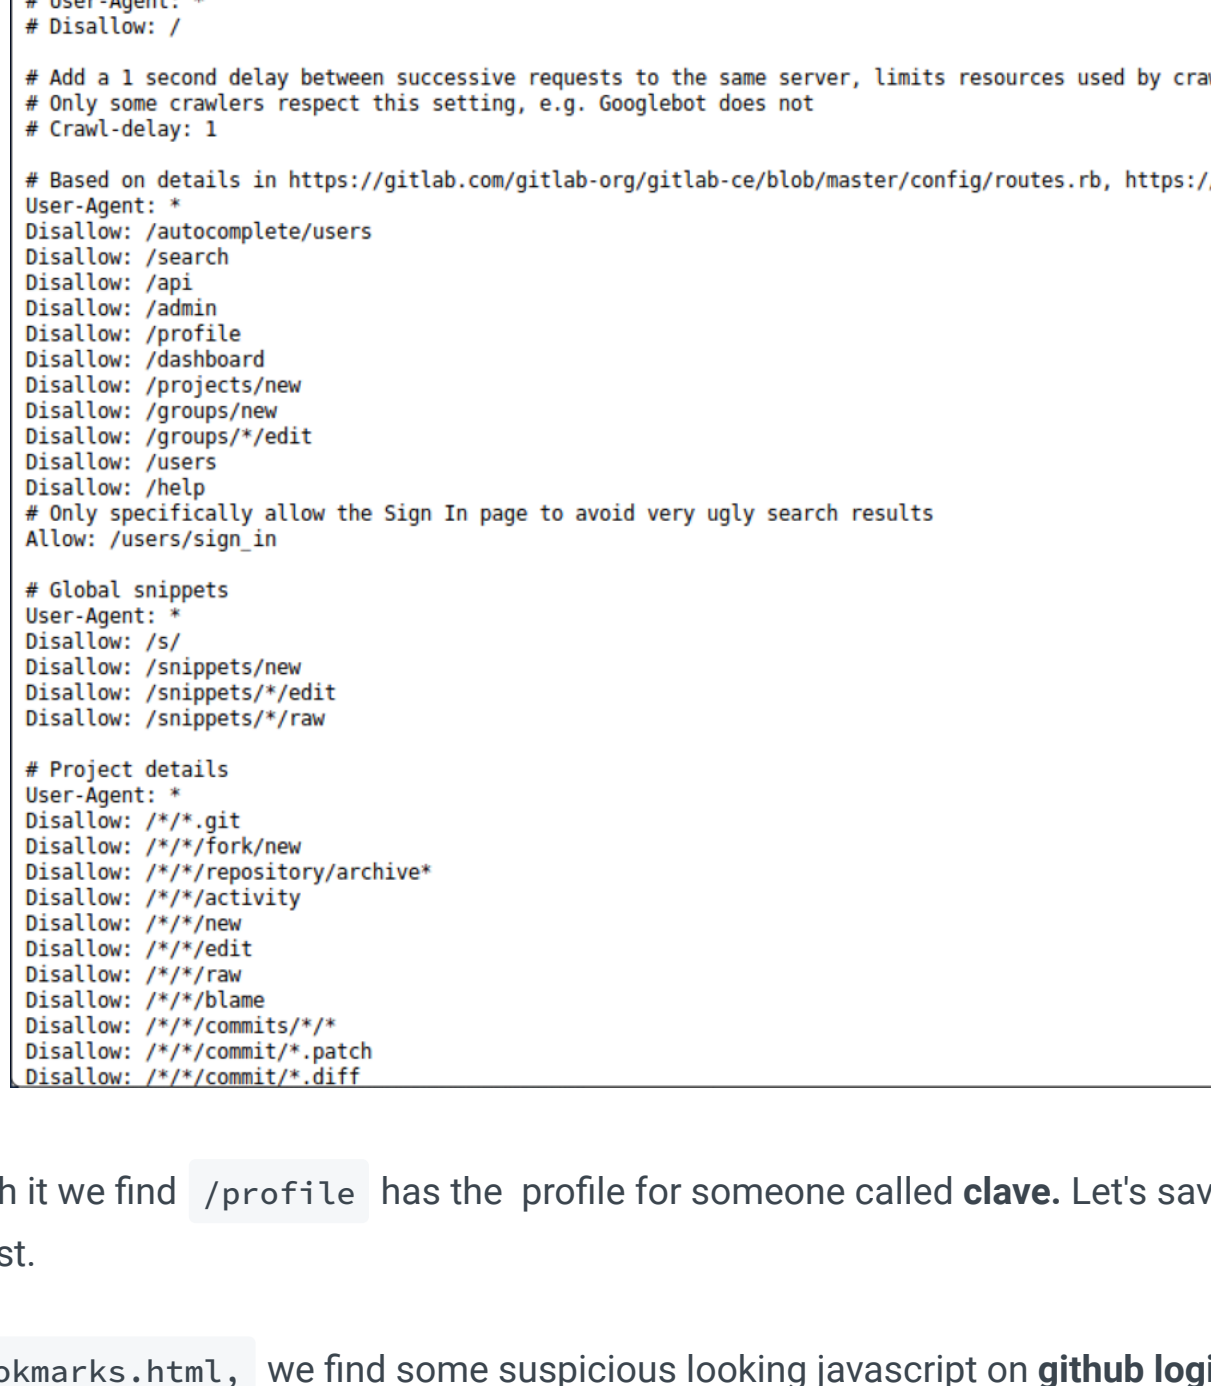 # User-Agent: *
# Disallow: /
# Add a 1 second delay between successive requests to the same server, limits resources used by
# Only some crawlers respect this setting, e.g. Googlebot does not
# Crawl-delay: 1
# Based on details in https://gitlab.com/gitlab-org/gitlab-ce/blob/master/config/routes.rb, https:/
User-Agent: *
Disallow: /autocomplete/users
Disallow: /search
Disallow: /api
Disallow: /admin
Disallow: /profile
Disallow: /dashboard
Disallow: /projects/new
Disallow: /groups/new
Disallow: /groups/*/edit
Disallow: /users
Disallow: /help
# Only specifically allow the Sign In page to avoid very ugly search results
Allow: /users/sign_in
# Global snippets
User-Agent: *
Disallow: /s/
Disallow: /snippets/new
Disallow: /snippets/*/edit
Disallow: /snippets/*/raw
# Project details
User-Agent: *
Disallow: /*/*.git
Disallow: /*/*/fork/new
Disallow: /*/*/repository/archive*
Disallow: /*/*/activity
Disallow: /*/*/new
Disallow: /*/*/edit
Disallow: /*/*/raw
Disallow: /*/*/blame
Disallow: /*/*/commits/*/*
Disallow: /*/*/commit/*.patch
Disallow: /*/*/commit/*.diff
it we find /profile has the profile for someone called clave. Let's
st.
okmarks.html, we find some suspicious looking javascript on github